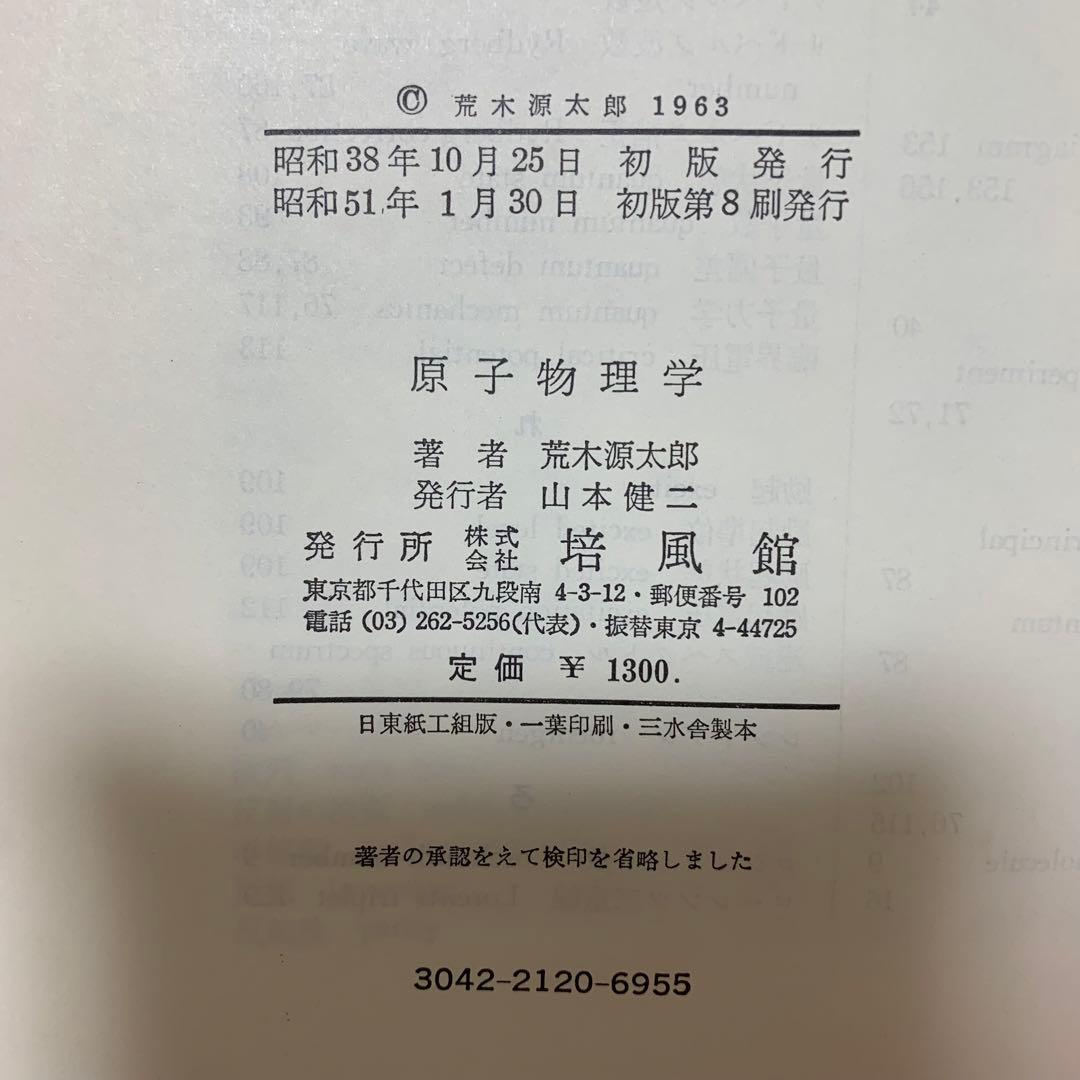 © 荒木源太郎 1963
昭和38年10月25日 初版発行
昭和51年 1月30日 初版第8刷発行
原子物理学
著者 荒木源太郎
発行者 山本健二
発行所 株式会社 培風館
東京都千代田区九段南 4-3-12・郵便番号 102
電話 (03) 262-5256(代表)・振替東京 4-44725
定価 ¥ 1300.
日東紙工組版・一葉印刷・三水舎製本
著者の承認をえて検印を省略しました
3042-2120-6955